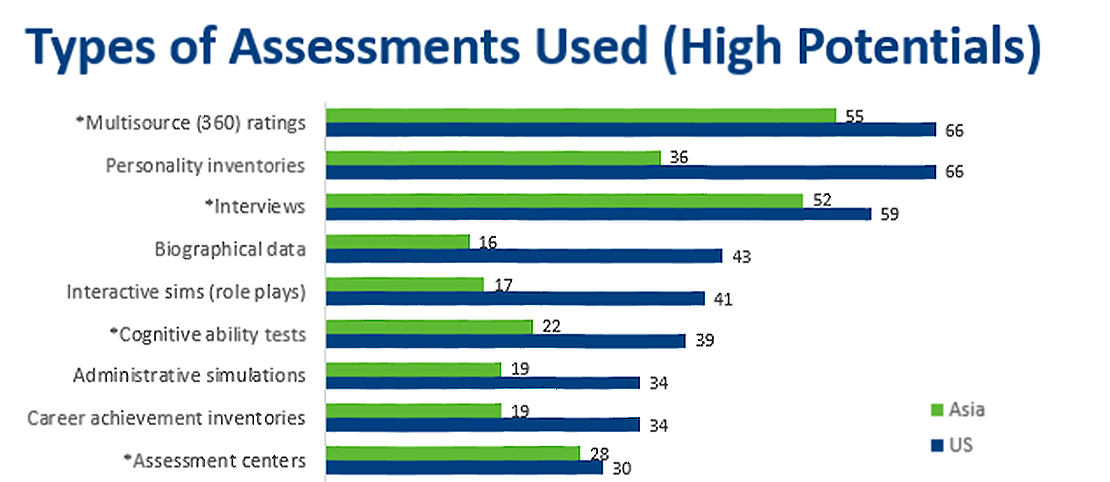 Types of Assessments Used (High Potentials)
*Multisource (360) ratings
55
66
Personality inventories
36
66
*Interviews
52
59
Biographical data
16
43
Interactive sims (role plays)
17
41
*Cognitive ability tests
22
39
Administrative simulations
19
34
Career achievement inventories
19
34
*Assessment centers
28
30
Asia
US